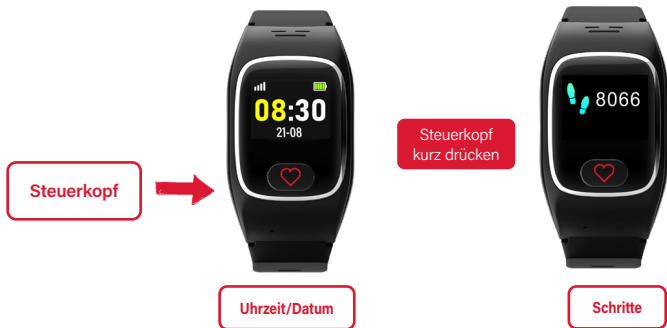 08:30
21-08
8066
Steuerkopf
kurz drücken
Steuerkopf
Uhrzeit/Datum
Schritte